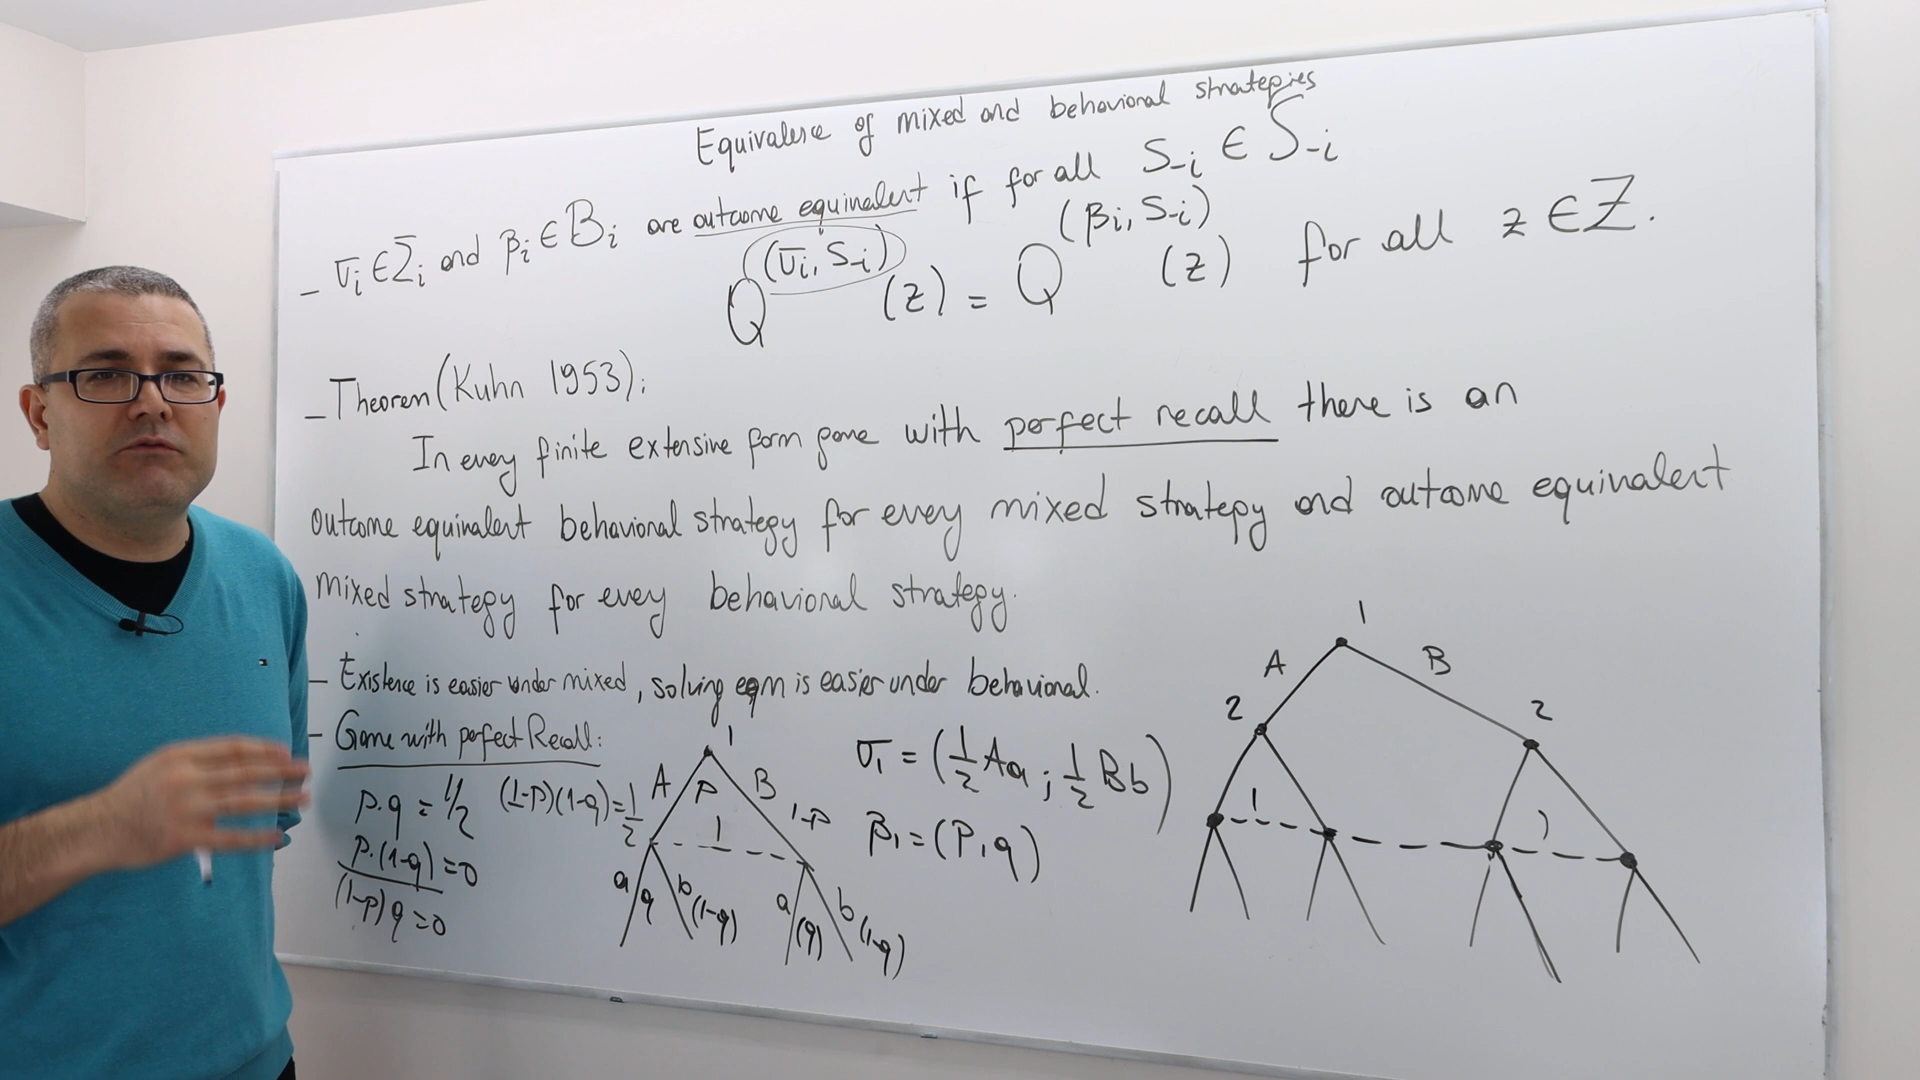 Equivalence of mixed and behavioral strategies
– σi ∈ Σi and βi ∈ Bi are outcome equivalent if for all S-i ∈ S-i
Q^(σi, S-i) (z) = Q^(βi, S-i) (z) for all z ∈ Z.
– Theorem (Kuhn 1953):
In every finite extensive form game with perfect recall there is an
outcome equivalent behavioral strategy for every mixed strategy and outcome equivalent
mixed strategy for every behavioral strategy.
– Existence is easier under mixed, solving eqm is easier under behavioral.
– Game with perfect Recall:
p.q = 1/2 (1-p)(1-q) = 1/2
p.(1-q) = 0
(1-p)q = 0
1
A P B 1-P
1
a q b (1-q) a (q) b (1-q)
σ1 = (1/2 Aa ; 1/2 Bb)
β1 = (P, q)
1
A B
2 2
1 )